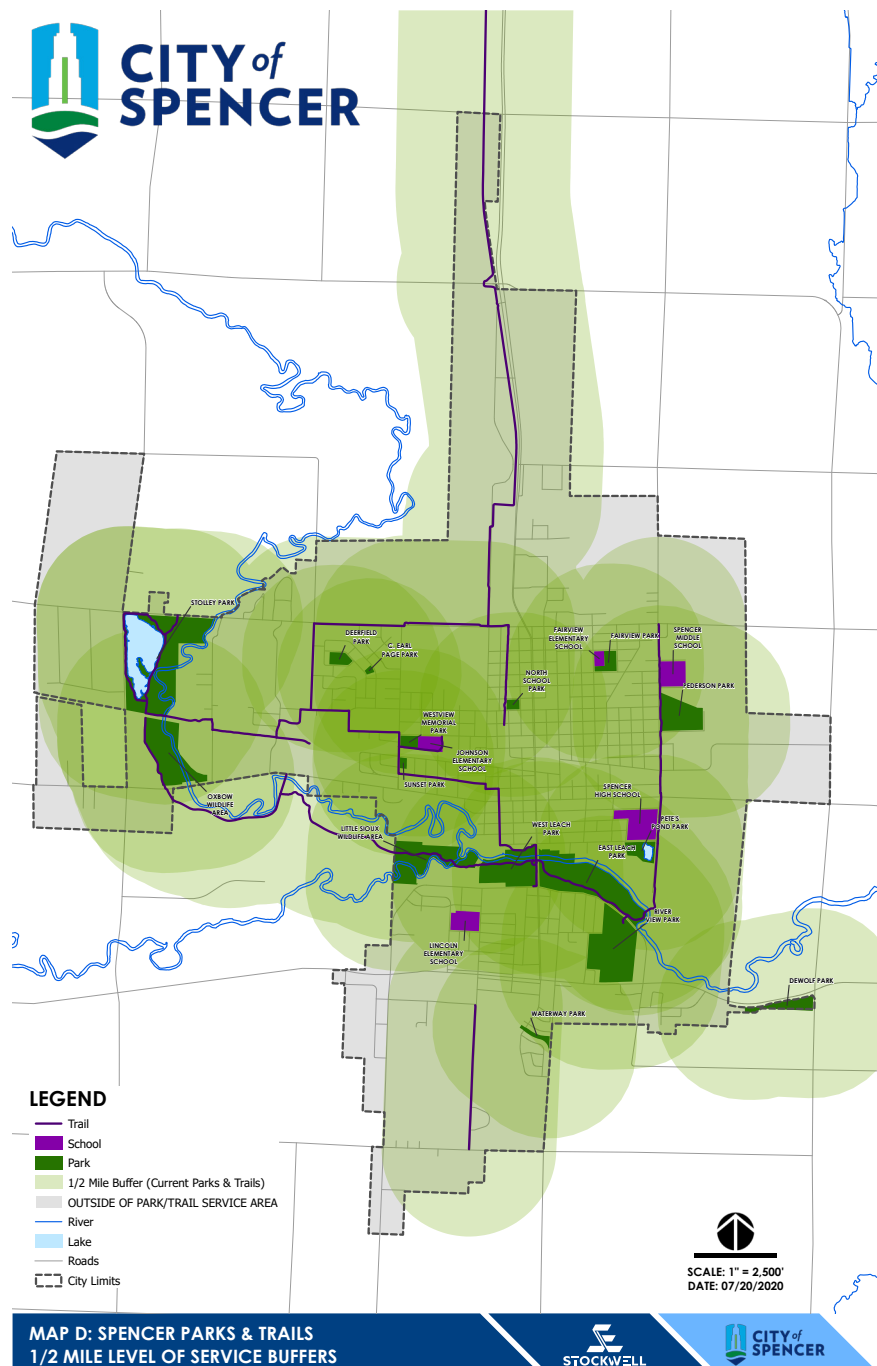 CITY of
SPENCER
STOLLEY PARK
DEERFIELD
PARK
C. EARL
PAGE PARK
FAIRVIEW
ELEMENTARY
SCHOOL
FAIRVIEW PARK
SPENCER
MIDDLE
SCHOOL
PEDERSON PARK
NORTH
SCHOOL
PARK
WESTVIEW
MEMORIAL
PARK
JOHNSON
ELEMENTARY
SCHOOL
SUNSET PARK
OXBOW
WILDLIFE
AREA
LITTLE SIOUX
WILDLIFE AREA
WEST LEACH
PARK
SPENCER
HIGH SCHOOL
PETE'S
POND PARK
EAST LEACH
PARK
RIVER
VIEW PARK
LINCOLN
ELEMENTARY
SCHOOL
DEWOLF PARK
WATERWAY PARK
LEGEND
Trail
School
Park
1/2 Mile Buffer (Current Parks & Trails)
OUTSIDE OF PARK/TRAIL SERVICE AREA
River
Lake
Roads
City Limits
SCALE: 1" = 2,500'
DATE: 07/20/2020
MAP D: SPENCER PARKS & TRAILS
1/2 MILE LEVEL OF SERVICE BUFFERS
STOCKWELL
CITY of
SPENCER